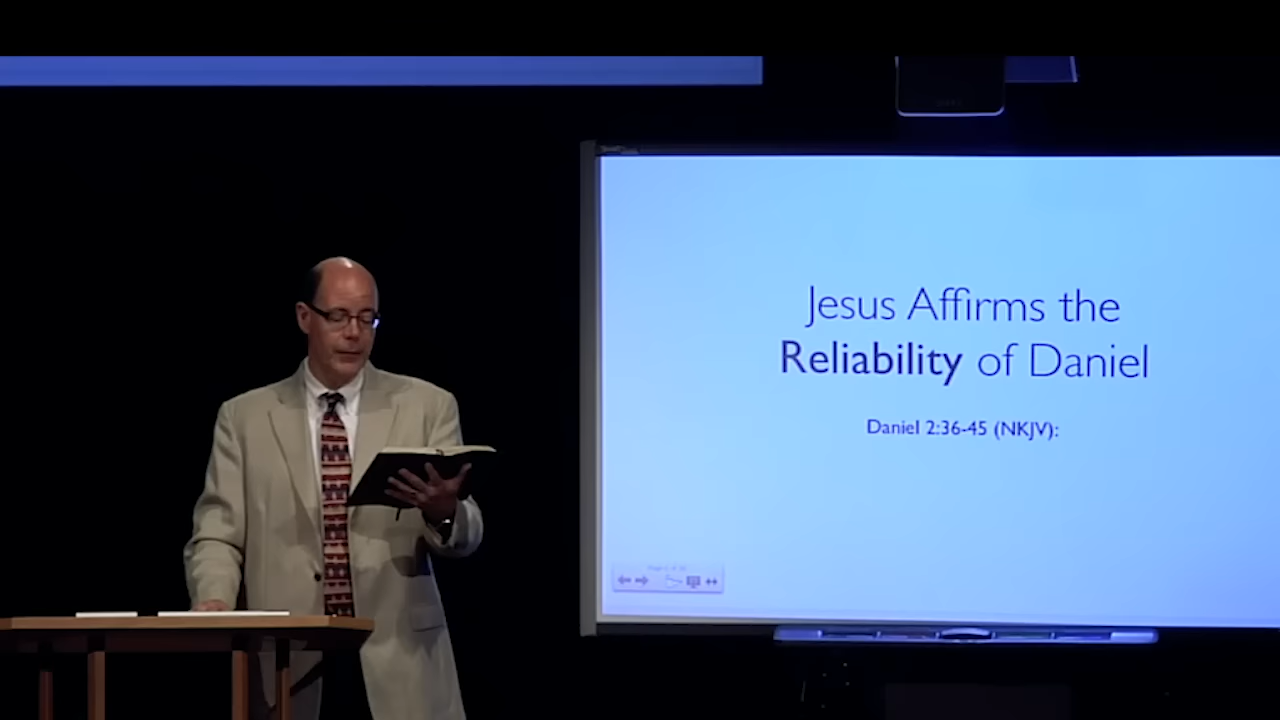 Jesus Affirms the
Reliability of Daniel
Daniel 2:36-45 (NKJV):